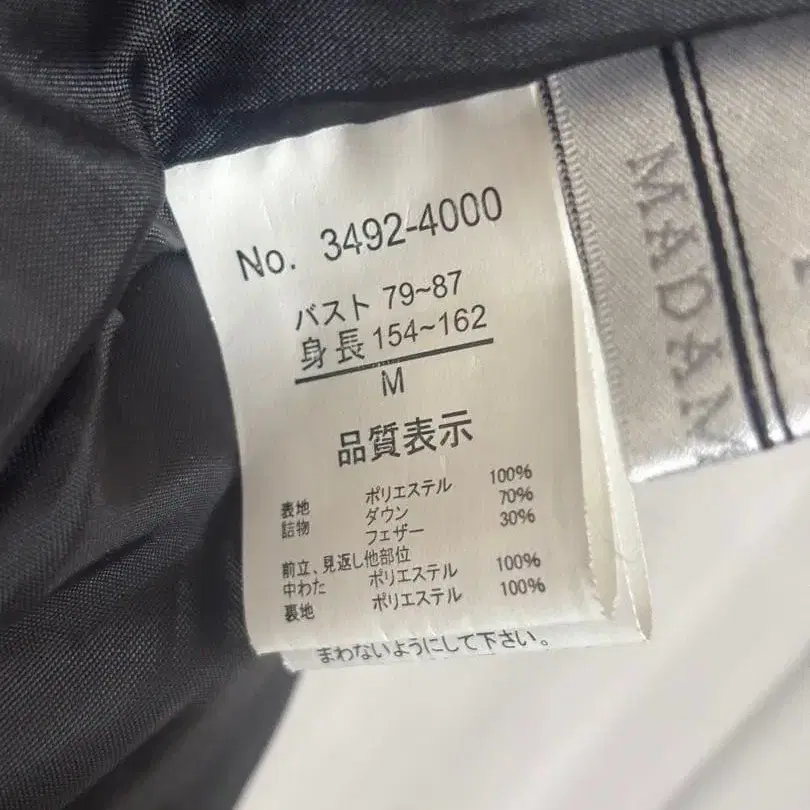 No. 3492-4000
バスト 79~87
身長 154~162
M
品質表示
表地 ポリエステル 100%
詰物 ダウン 70%
フェザー 30%
前立、見返し他部位
中わた ポリエステル 100%
裏地 ポリエステル 100%
まわないようにして下さい。
MADAM